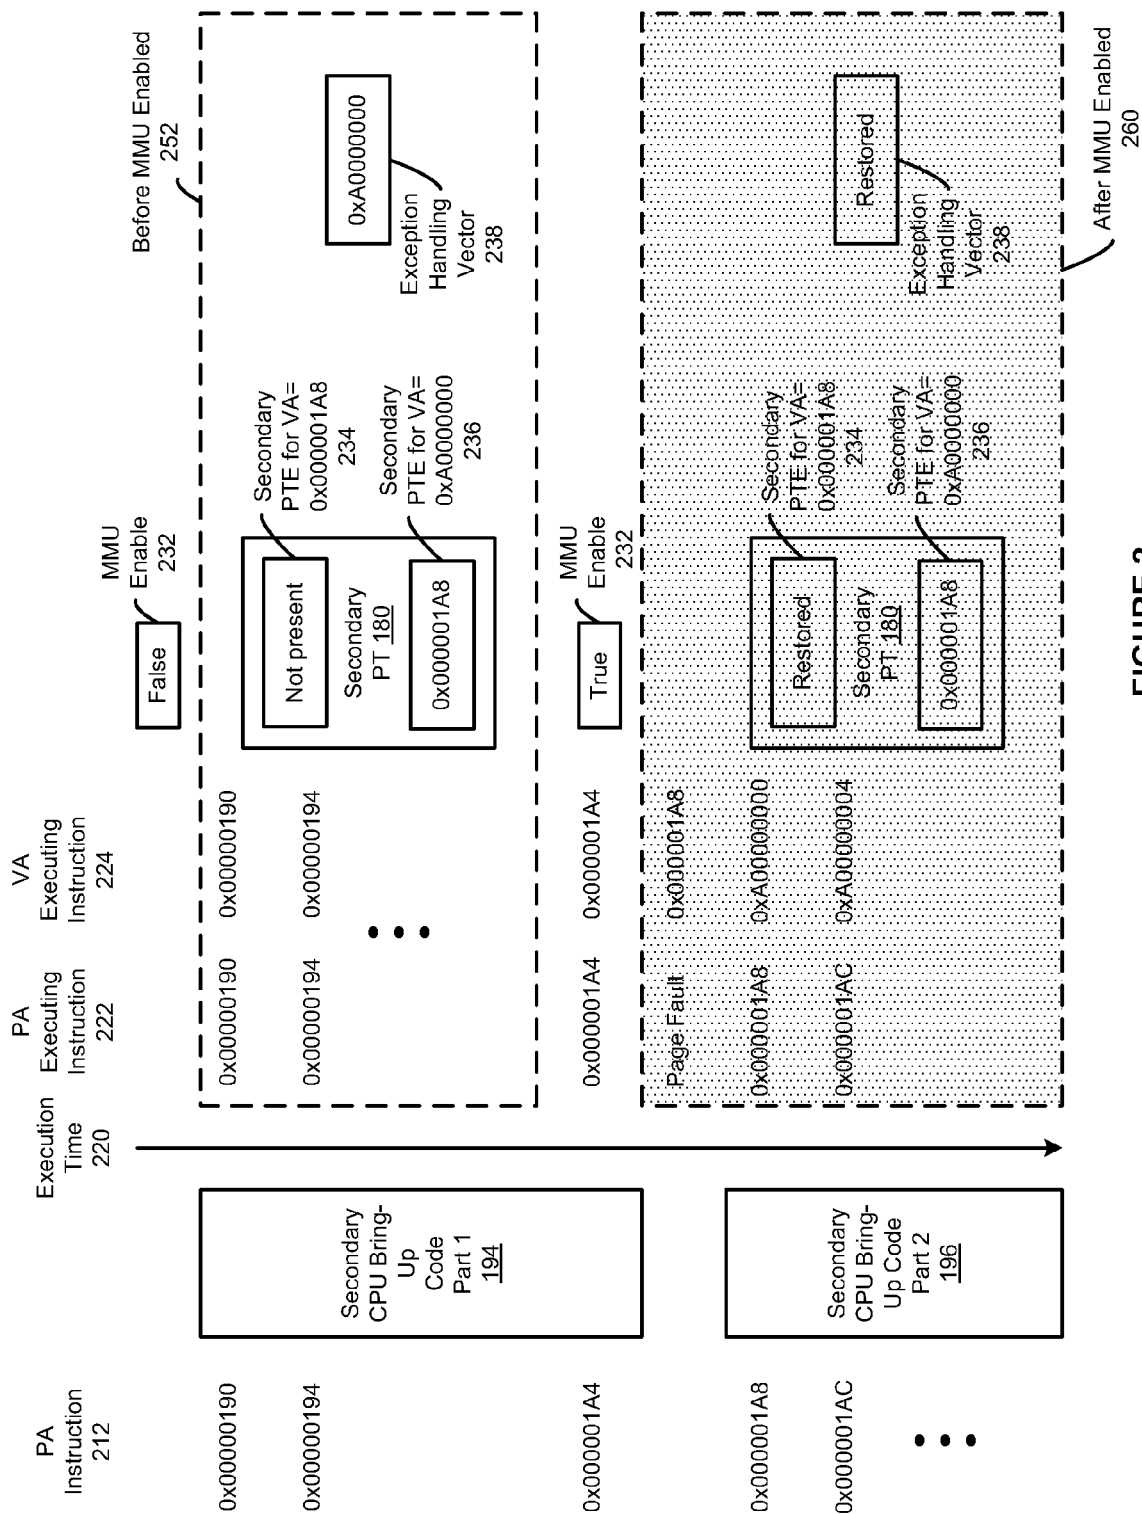 PA
Instruction
212
Execution
Time
220
PA
Executing
Instruction
222
VA
Executing
Instruction
224
0x00000190
0x00000194
0x000001A4
0x000001A8
0x000001AC
Secondary
CPU Bring-
Up
Code
Part 1
194
Secondary
CPU Bring-
Up Code
Part 2
196
0x00000190
0x00000194
0x000001A4
Page Fault
0x000001A8
0x000001AC
0x00000190
0x00000194
0x000001A4
0x000001A8
0xA0000000
0xA0000004
False
MMU
Enable
232
Before MMU Enabled
252
Not present
Secondary
PT 180
0x000001A8
Secondary
PTE for VA=
0x000001A8
234
Secondary
PTE for VA=
0xA0000000
236
0xA0000000
Exception
Handling
Vector
238
True
MMU
Enable
232
Restored
Secondary
PT 180
0x000001A8
Secondary
PTE for VA=
0x000001A8
234
Secondary
PTE for VA=
0xA0000000
236
Restored
Exception
Handling
Vector
238
After MMU Enabled
260